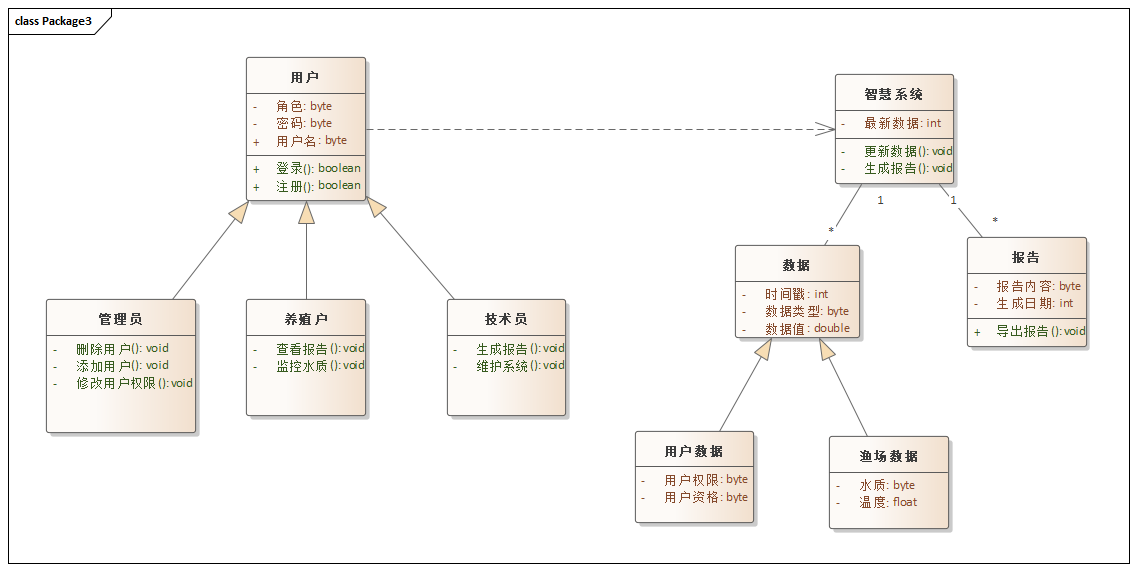 class Package3
用户
- 角色: byte
- 密码: byte
+ 用户名: byte
+ 登录(): boolean
+ 注册(): boolean
智慧系统
- 最新数据: int
- 更新数据(): void
- 生成报告(): void
1
*
1
*
数据
- 时间戳: int
- 数据类型: byte
- 数据值: double
报告
- 报告内容: byte
- 生成日期: int
+ 导出报告(): void
管理员
- 删除用户(): void
- 添加用户(): void
- 修改用户权限(): void
养殖户
- 查看报告(): void
- 监控水质(): void
技术员
- 生成报告(): void
- 维护系统(): void
用户数据
- 用户权限: byte
- 用户资格: byte
渔场数据
- 水质: byte
- 温度: float